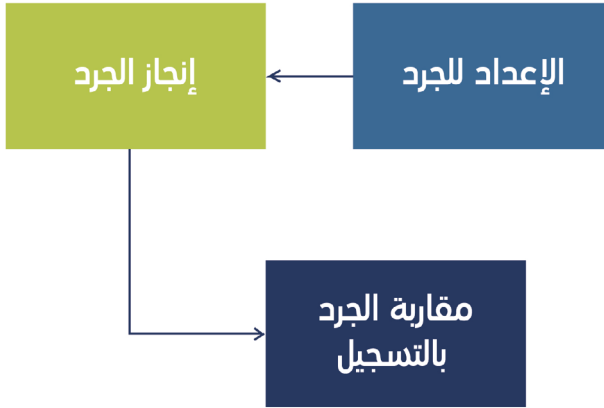 الإعداد للجرد
إنجاز الجرد
مقاربة الجرد
بالتسجيل